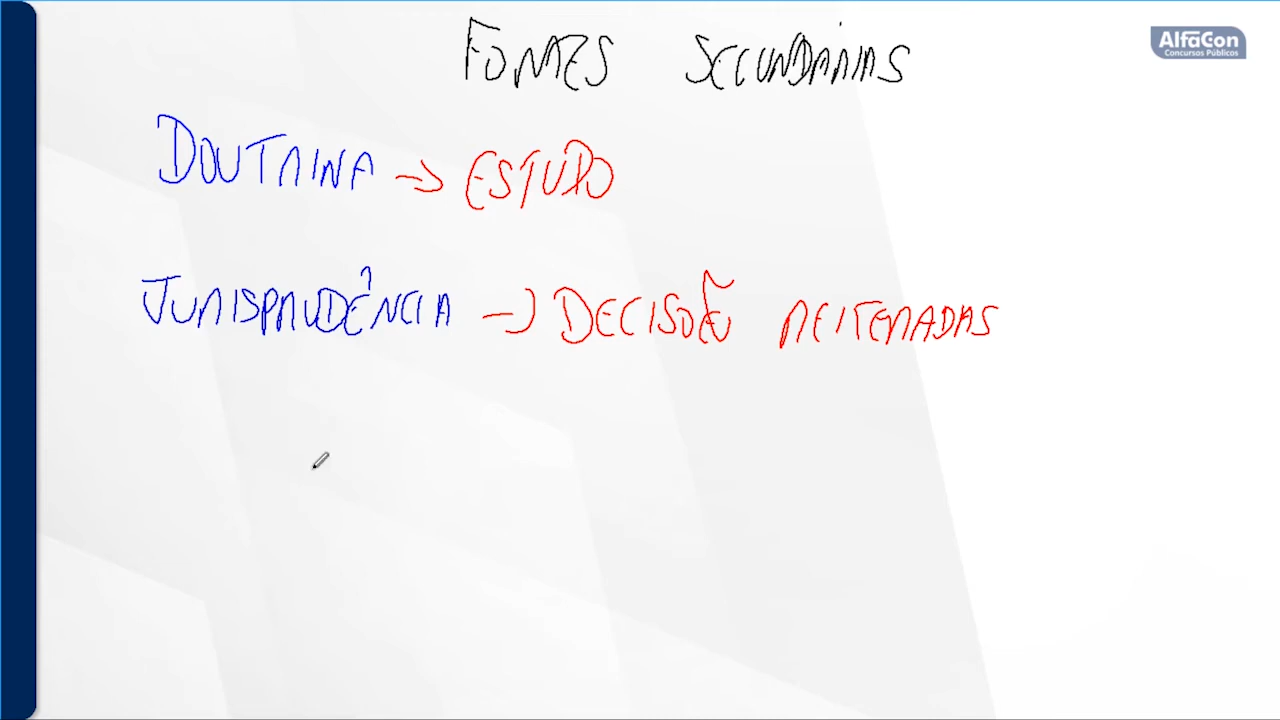 FONTES SECUNDÁRIAS
AlfaCon
Concursos Públicos
DOUTRINA → ESTUDO
JURISPRUDÊNCIA → DECISÕES REITERADAS